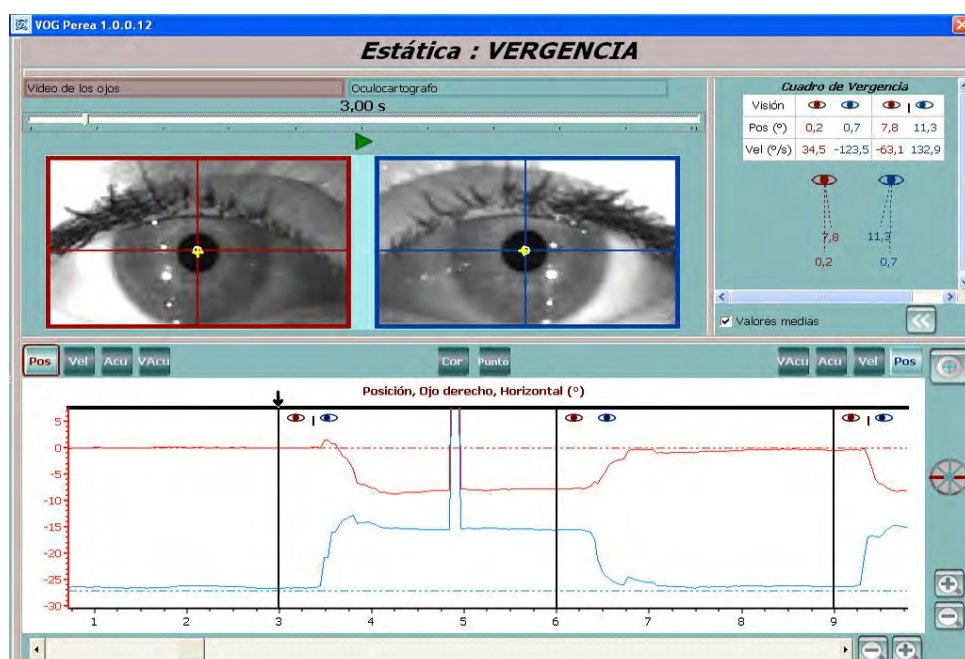 VOG Perea 1.0.0.12
Estática : VERGENCIA
Vídeo de los ojos Oculocartografo
3,00 s
Cuadro de Vergencia
Visión
Pos (º) 0,2 0,7 7,8 11,3
Vel (º/s) 34,5 -123,5 -63,1 132,9
7,8 11,3
0,2 0,7
Valores medias
Pos Vel Acu VAcu Cor Punto VAcu Acu Vel Pos
Posición, Ojo derecho, Horizontal (º)
5
0
-5
-10
-15
-20
-25
-30
1 2 3 4 5 6 7 8 9